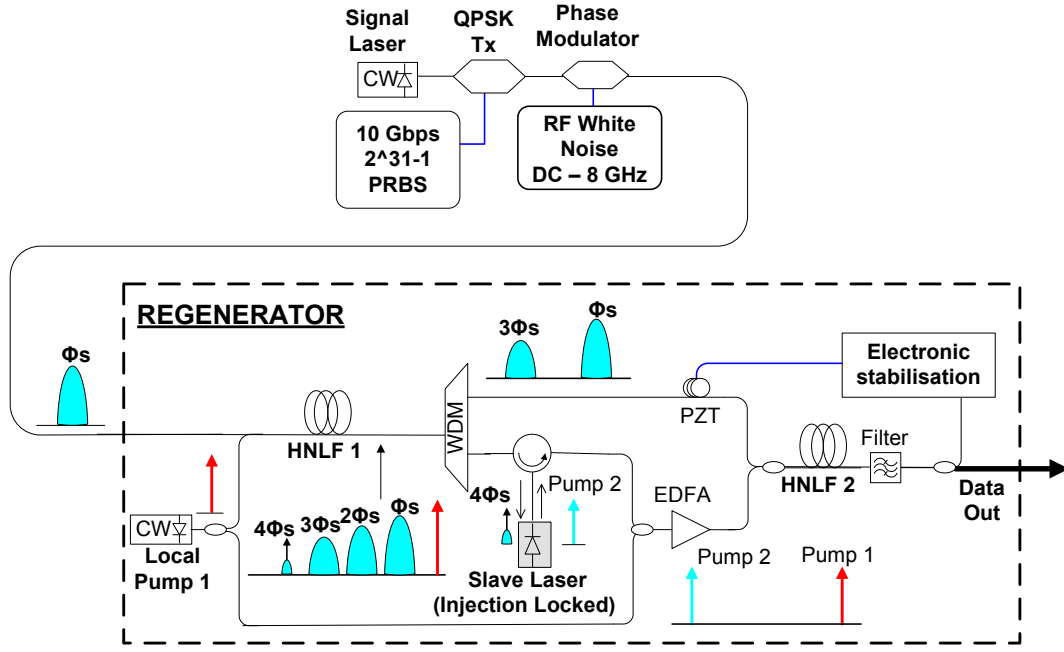 Signal
Laser
QPSK
Tx
Phase
Modulator
CW
10 Gbps
2^31-1
PRBS
RF White
Noise
DC – 8 GHz
REGENERATOR
Φs
3Φs
Φs
Electronic
stabilisation
WDM
PZT
HNLF 1
Filter
HNLF 2
Data
Out
4Φs
Pump 2
EDFA
CW
Local
Pump 1
4Φs
3Φs
2Φs
Φs
Slave Laser
(Injection Locked)
Pump 2
Pump 1